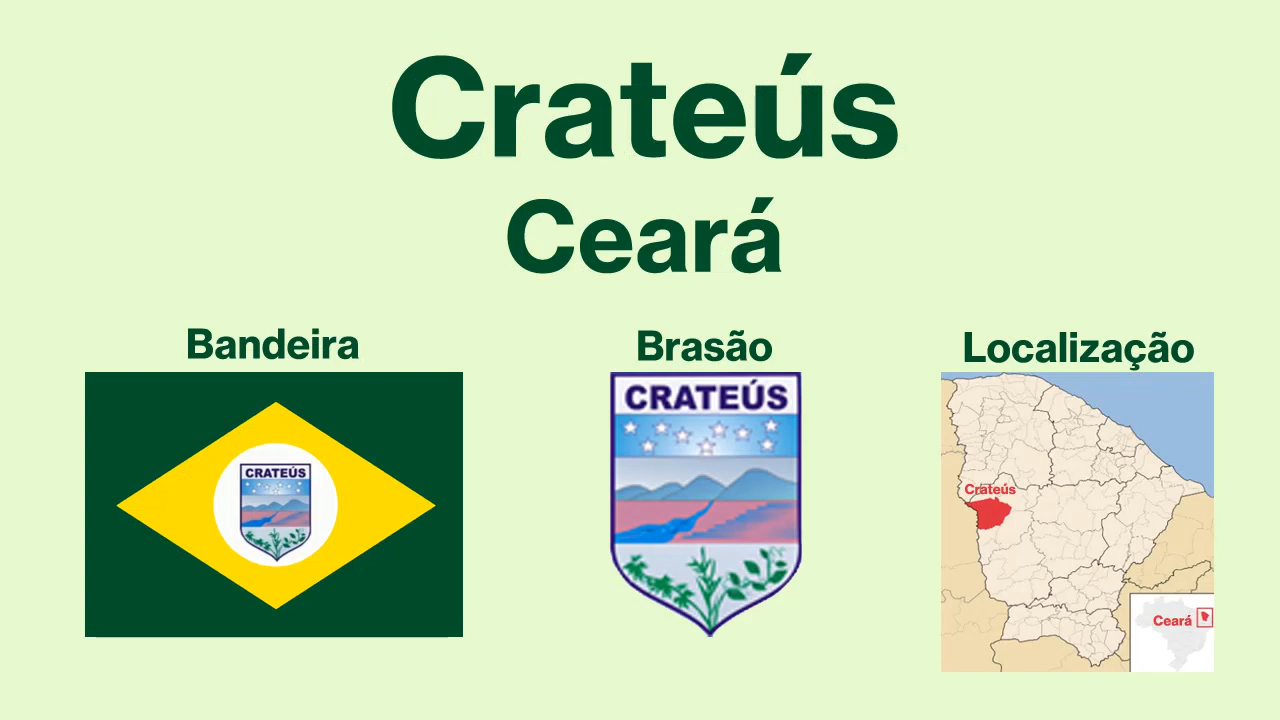 Crateús
Ceará
Bandeira
Brasão
Localização
CRATEÚS
CRATEÚS
Crateús
Ceará